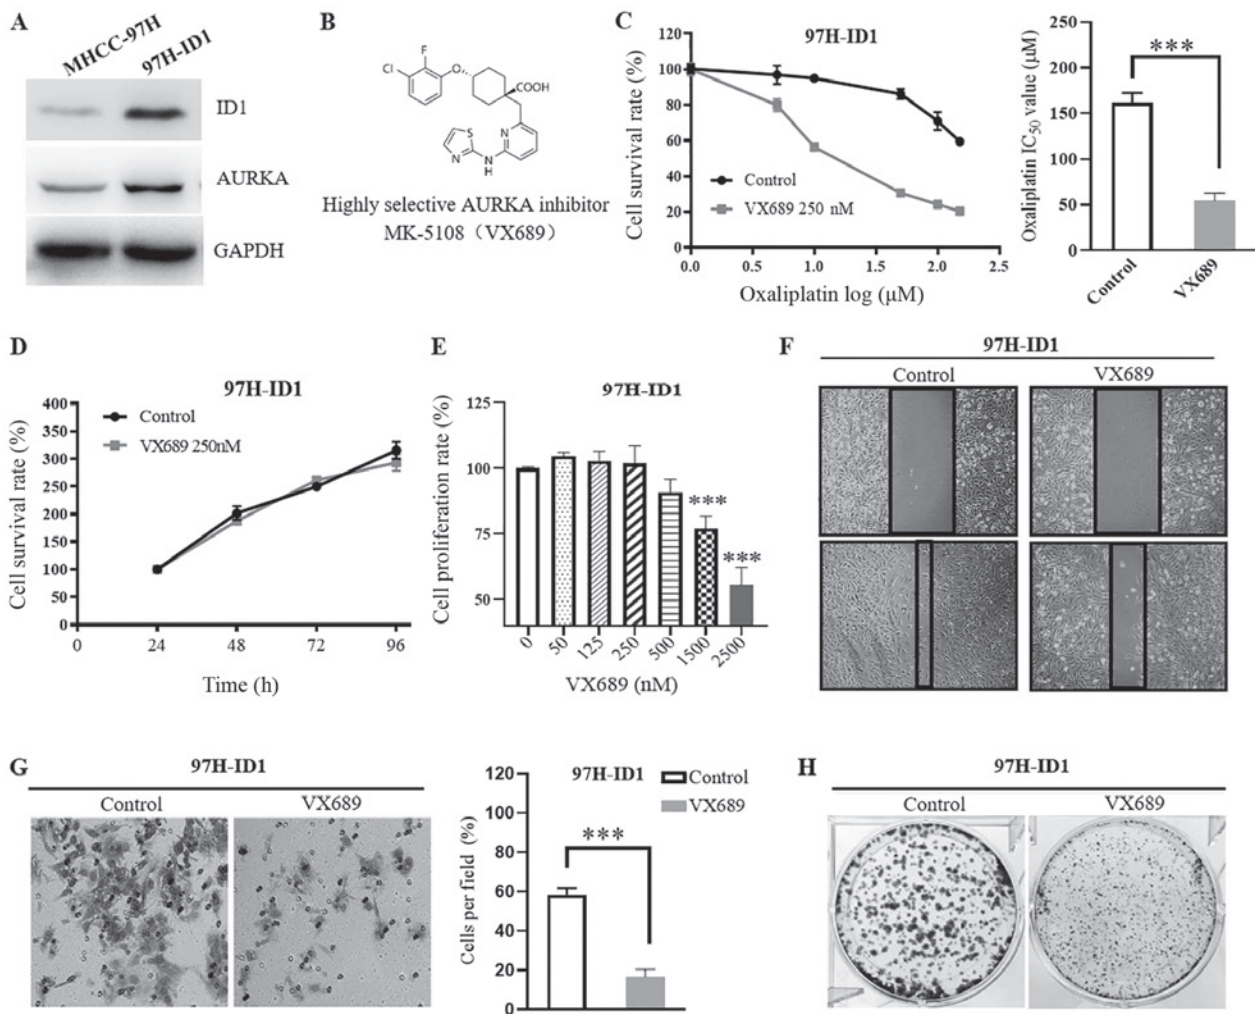 A
MHCC-97H
97H-ID1
ID1
AURKA
GAPDH
B
F
Cl
O
COOH
S
N
N
N
H
Highly selective AURKA inhibitor
MK-5108（VX689）
C
97H-ID1
Cell survival rate (%)
120
100
80
60
40
20
0
Control
VX689 250 nM
0.0
0.5
1.0
1.5
2.0
2.5
Oxaliplatin log (μM)
Oxaliplatin IC50 value (μM)
250
200
150
100
50
0
***
Control
VX689
D
97H-ID1
Cell survival rate (%)
400
350
300
250
200
150
100
50
0
Control
VX689 250nM
0
24
48
72
96
Time (h)
E
97H-ID1
Cell proliferation rate (%)
125
100
75
50
***
***
0
50
125
250
500
1500
2500
VX689 (nM)
F
97H-ID1
Control
VX689
G
97H-ID1
Control
VX689
97H-ID1
Cells per field (%)
120
100
80
60
40
20
0
Control
VX689
***
H
97H-ID1
Control
VX689